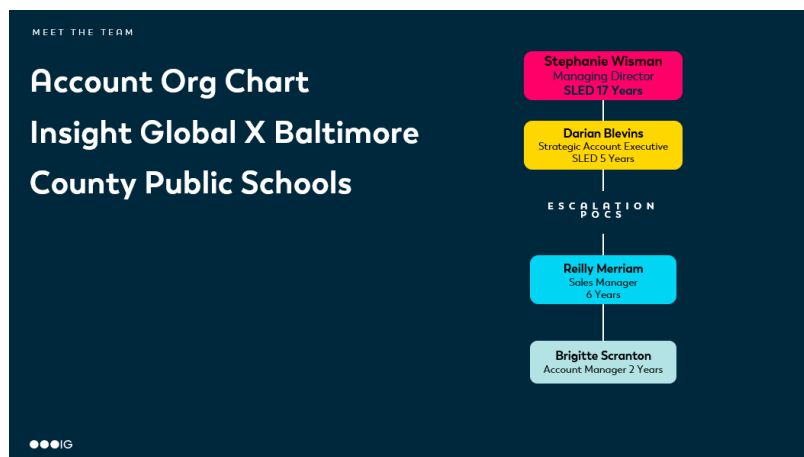 MEET THE TEAM
Account Org Chart
Insight Global X Baltimore
County Public Schools
Stephanie Wisman
Managing Director
SLED 17 Years
Darian Blevins
Strategic Account Executive
SLED 5 Years
ESCALATION
POCS
Reilly Merriam
Sales Manager
6 Years
Brigitte Scranton
Account Manager 2 Years
IG